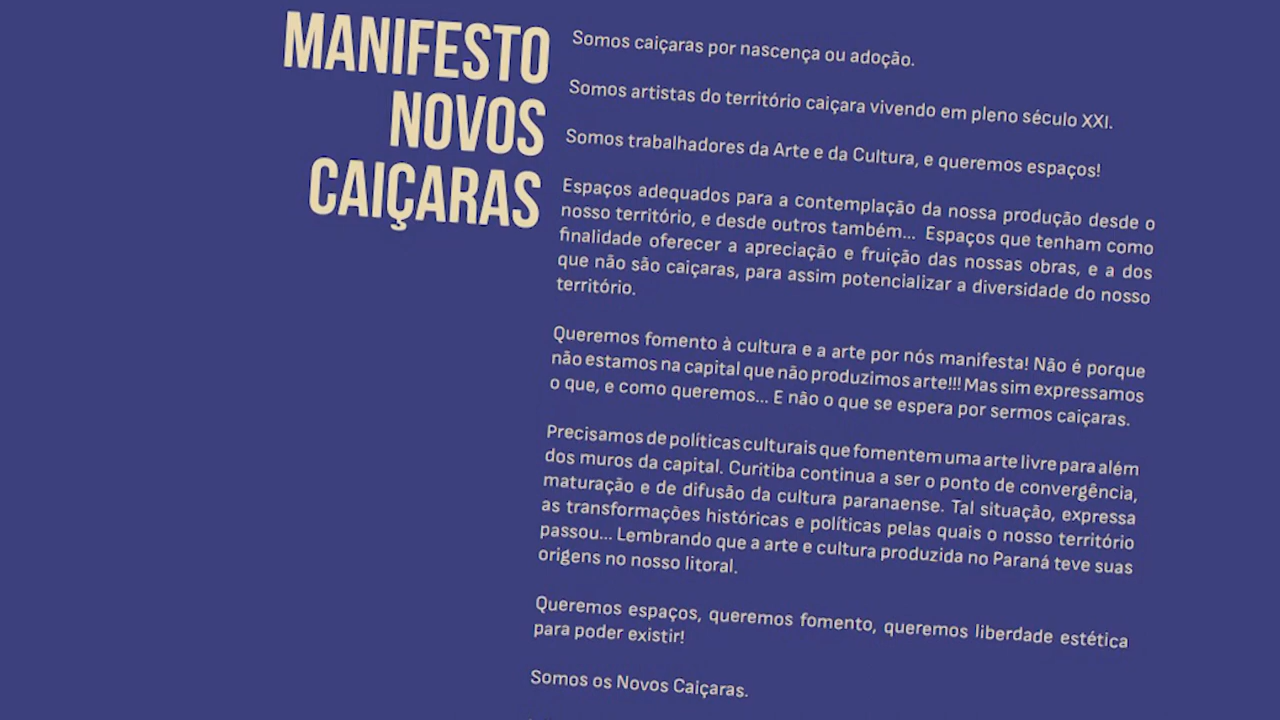 MANIFESTO
NOVOS
CAIÇARAS
Somos caiçaras por nascença ou adoção.
Somos artistas do território caiçara vivendo em pleno século XXI.
Somos trabalhadores da Arte e da Cultura, e queremos espaços!
Espaços adequados para a contemplação da nossa produção desde o
nosso território, e desde outros também... Espaços que tenham como
finalidade oferecer a apreciação e fruição das nossas obras, e a dos
que não são caiçaras, para assim potencializar a diversidade do nosso
território.
Queremos fomento à cultura e a arte por nós manifesta! Não é porque
não estamos na capital que não produzimos arte!!! Mas sim expressamos
o que, e como queremos... E não o que se espera por sermos caiçaras.
Precisamos de políticas culturais que fomentem uma arte livre para além
dos muros da capital. Curitiba continua a ser o ponto de convergência,
maturação e de difusão da cultura paranaense. Tal situação, expressa
as transformações históricas e políticas pelas quais o nosso território
passou... Lembrando que a arte e cultura produzida no Paraná teve suas
origens no nosso litoral.
Queremos espaços, queremos fomento, queremos liberdade estética
para poder existir!
Somos os Novos Caiçaras.